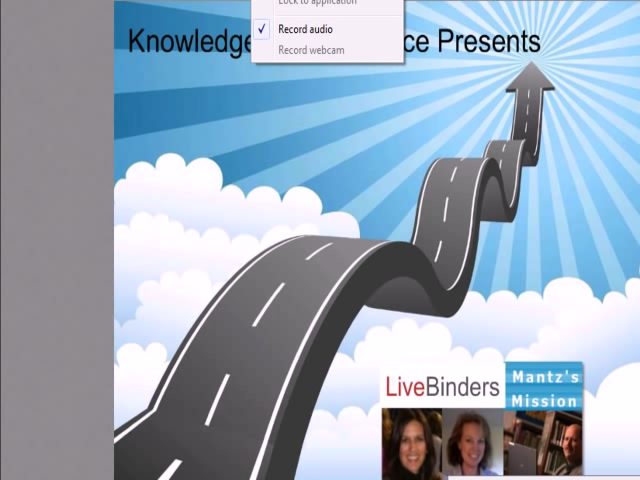 Lock to application
Record audio
Record webcam
Knowledge ce Presents
LiveBinders
Mantz's
Mission